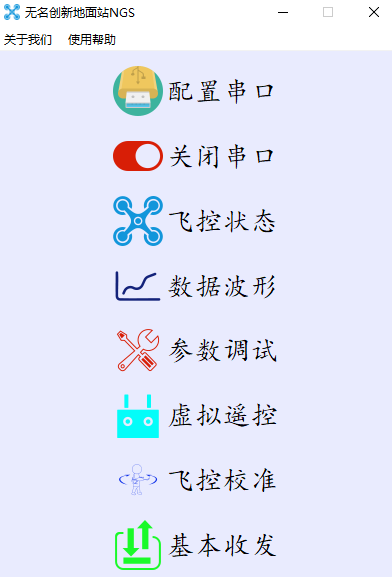 无名创新地面站NGS
关于我们 使用帮助
配置串口
关闭串口
飞控状态
数据波形
参数调试
虚拟遥控
飞控校准
基本收发